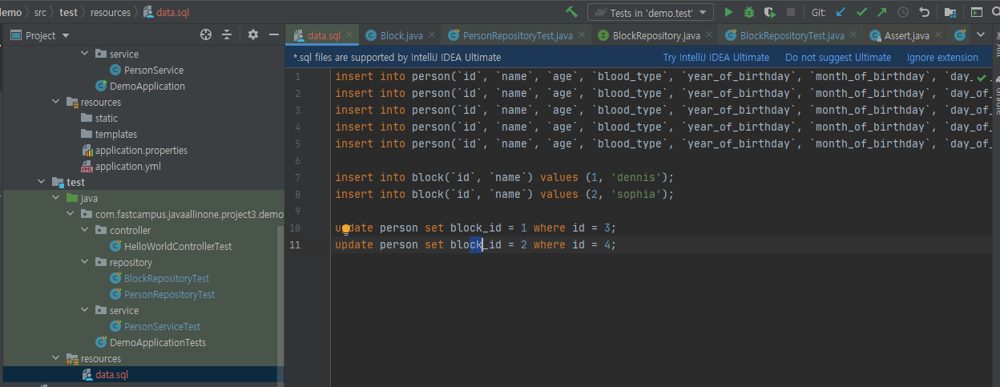 demo > src > test > resources > data.sql
Tests in 'demo.test'
Git:
Project
data.sql
Block.java
PersonRepositoryTest.java
BlockRepository.java
BlockRepositoryTest.java
Assert.java
*.sql files are supported by IntelliJ IDEA Ultimate
Try IntelliJ IDEA Ultimate
Do not suggest Ultimate
Ignore extension
service
PersonService
DemoApplication
resources
static
templates
application.properties
application.yml
test
java
com.fastcampus.javaallinone.project3.demo
controller
HelloWorldControllerTest
repository
BlockRepositoryTest
PersonRepositoryTest
service
PersonServiceTest
DemoApplicationTests
resources
data.sql
1 insert into person(`id`, `name`, `age`, `blood_type`, `year_of_birthday`, `month_of_birthday`, `day_
2 insert into person(`id`, `name`, `age`, `blood_type`, `year_of_birthday`, `month_of_birthday`, `day_of_
3 insert into person(`id`, `name`, `age`, `blood_type`, `year_of_birthday`, `month_of_birthday`, `day_of_
4 insert into person(`id`, `name`, `age`, `blood_type`, `year_of_birthday`, `month_of_birthday`, `day_of_
5 insert into person(`id`, `name`, `age`, `blood_type`, `year_of_birthday`, `month_of_birthday`, `day_of_
6
7 insert into block(`id`, `name`) values (1, 'dennis');
8 insert into block(`id`, `name`) values (2, 'sophia');
9
10 update person set block_id = 1 where id = 3;
11 update person set block_id = 2 where id = 4;